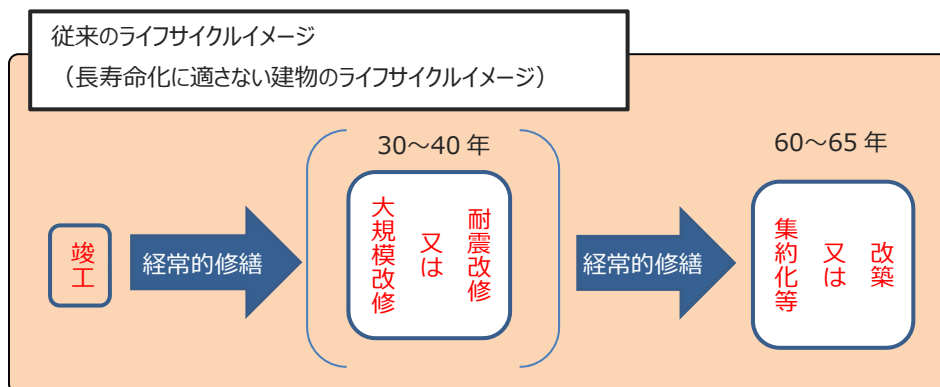 従来のライフサイクルイメージ
（長寿命化に適さない建物のライフサイクルイメージ）
竣工
経常的修繕
30～40 年
耐震改修
又は
大規模改修
経常的修繕
60～65 年
改築
又は
集約化等